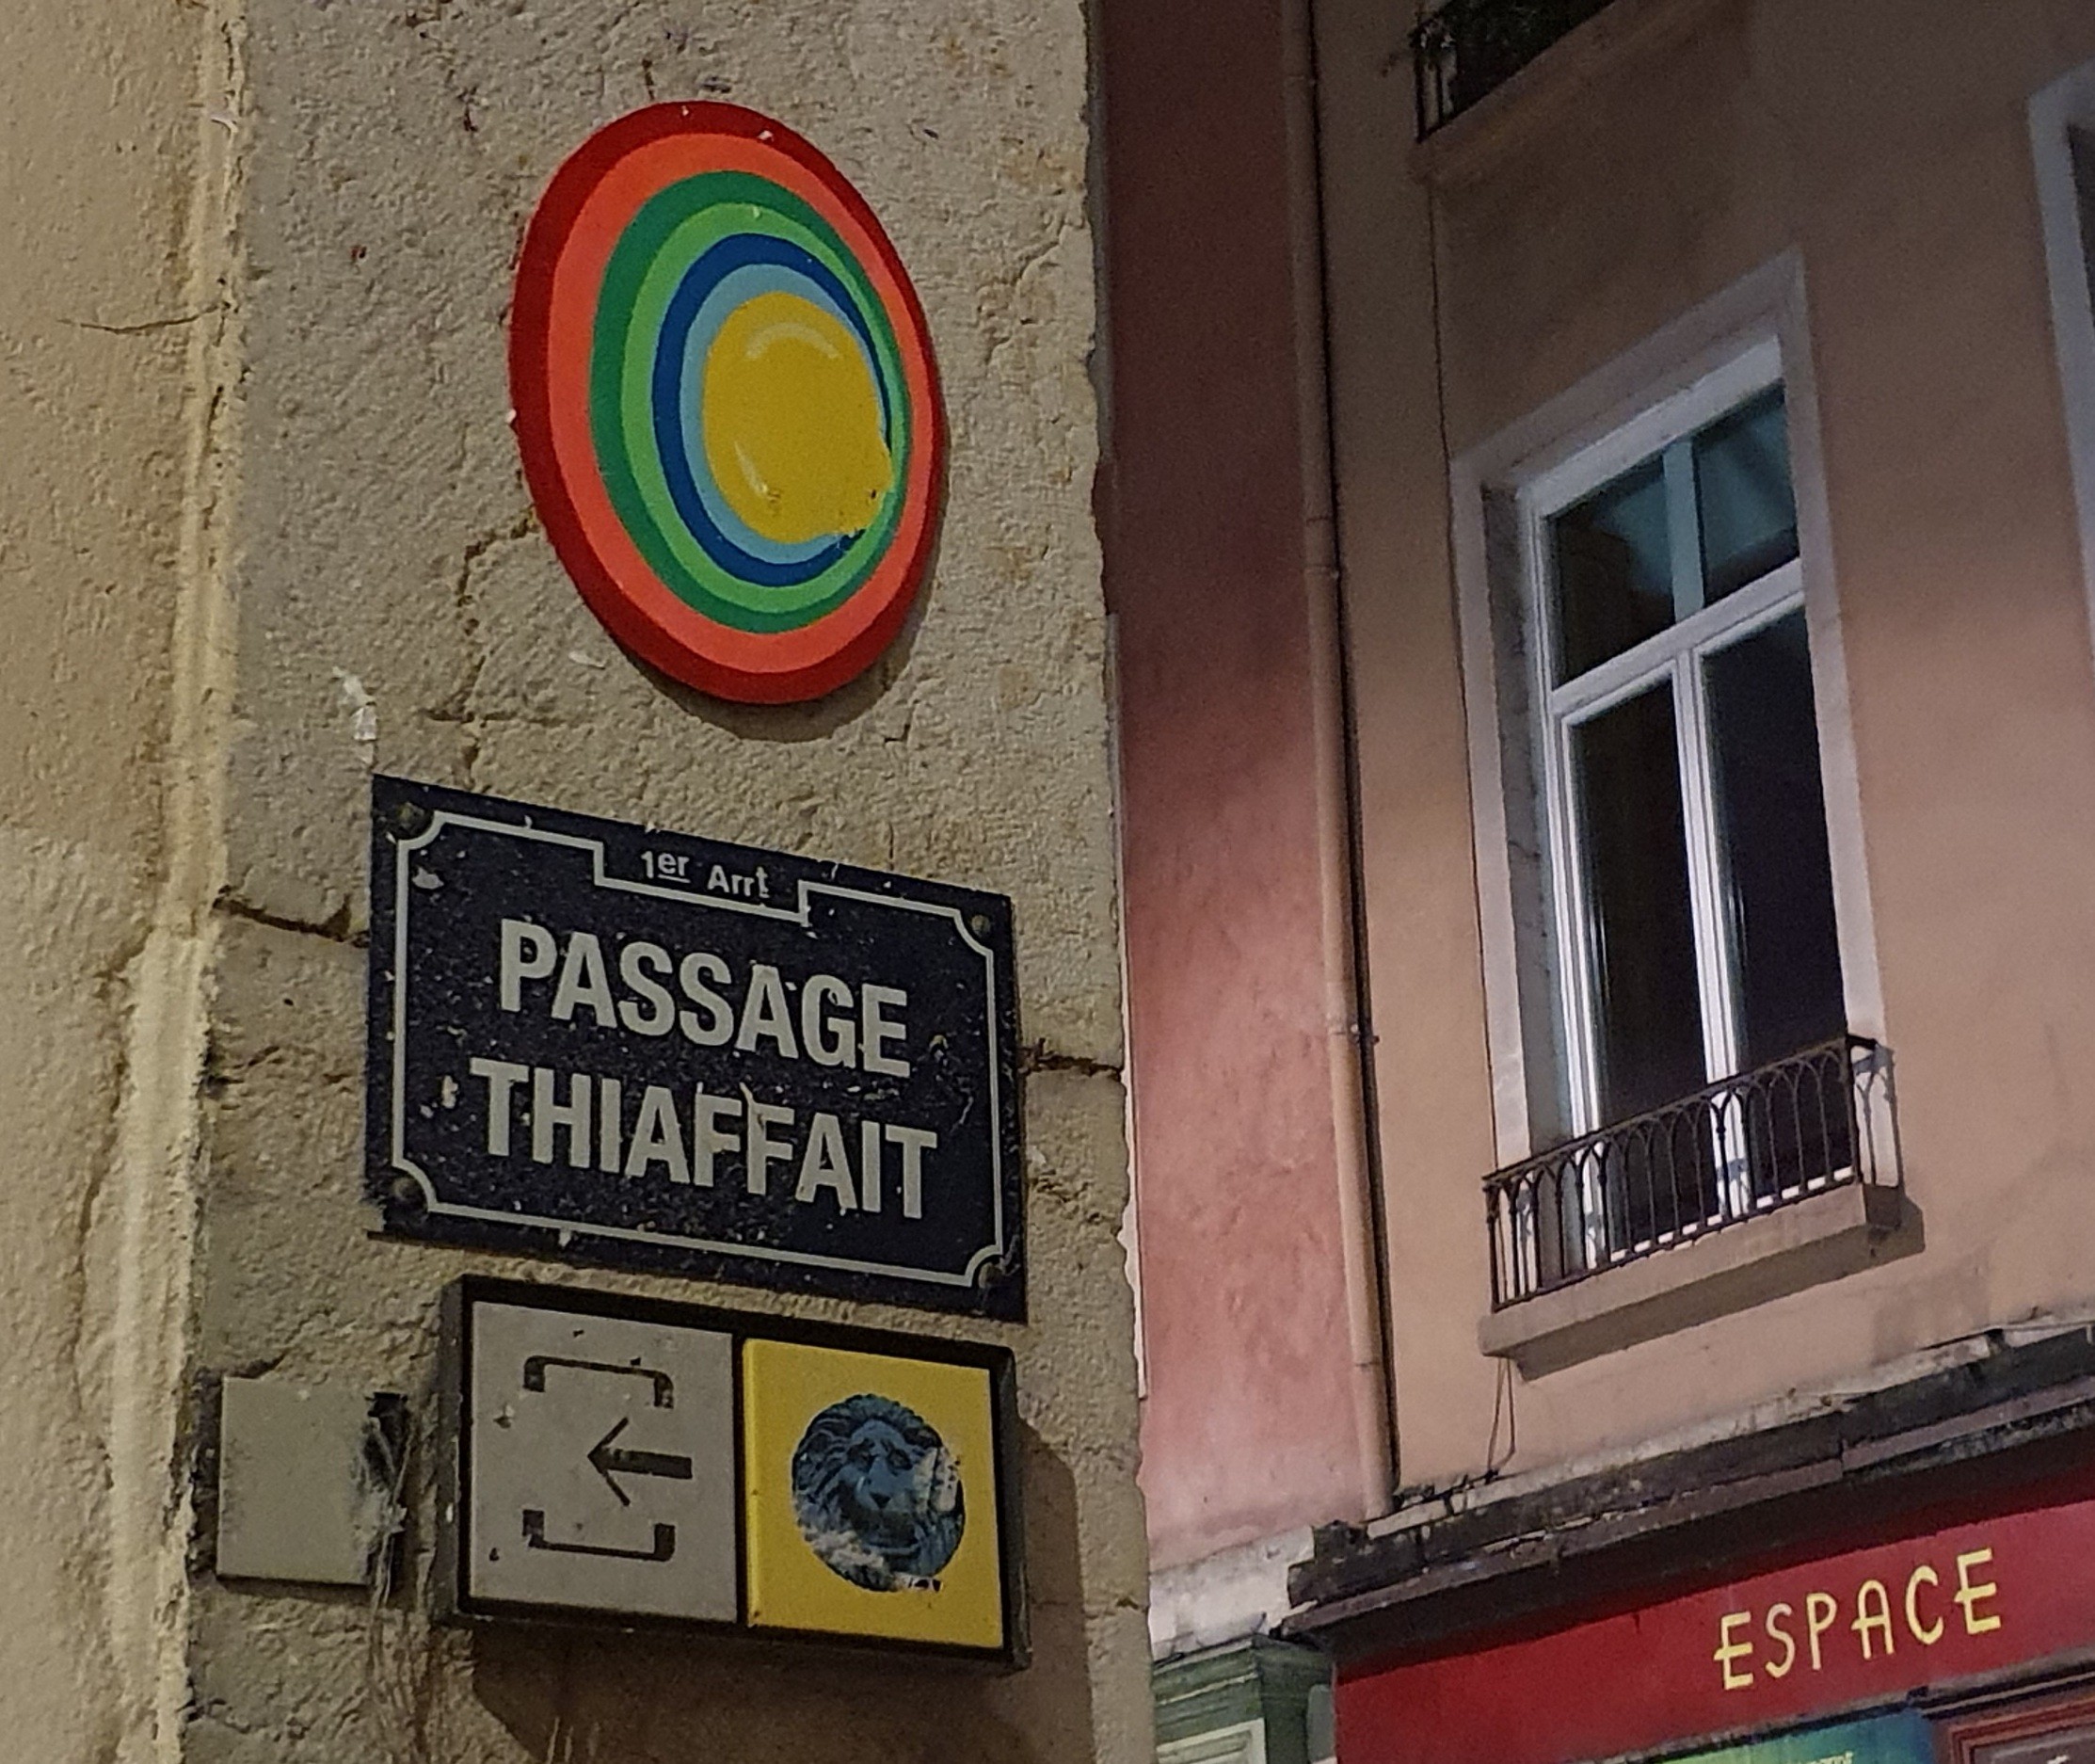 1er Arrt
PASSAGE
THIAFFAIT
ESPACE